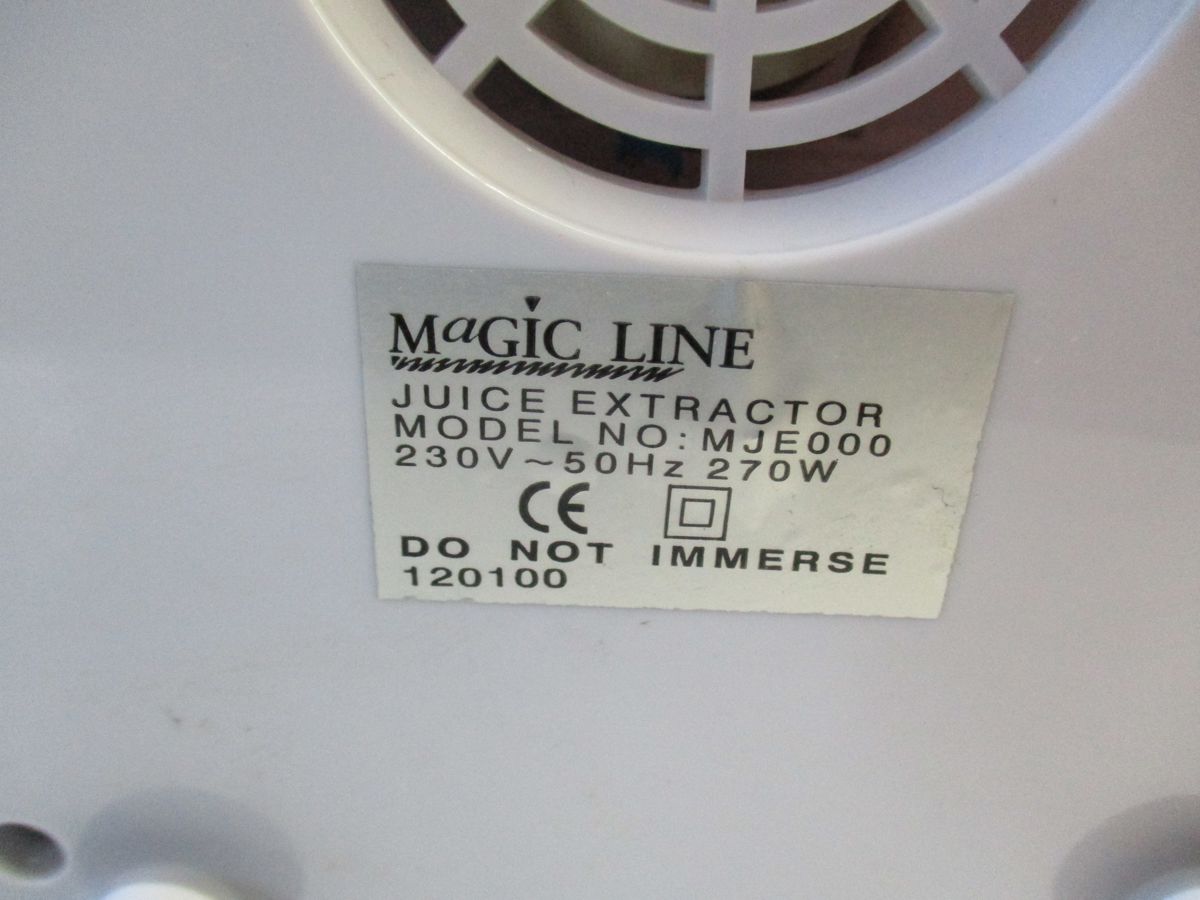 MaGIC LINE
JUICE EXTRACTOR
MODEL NO: MJE000
230V~50Hz 270W
CE
DO NOT IMMERSE
120100